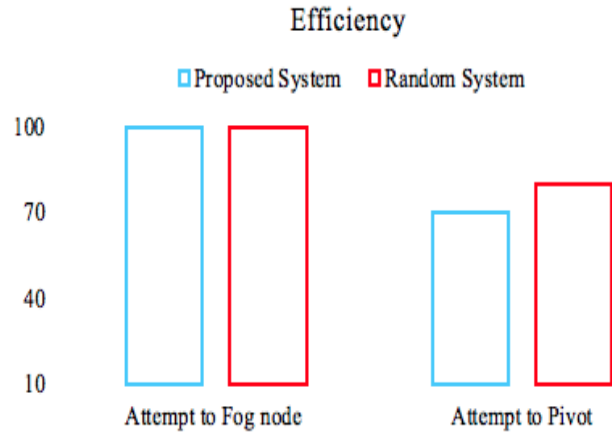 Efficiency
Proposed System Random System
100
70
40
10
Attempt to Fog node Attempt to Pivot